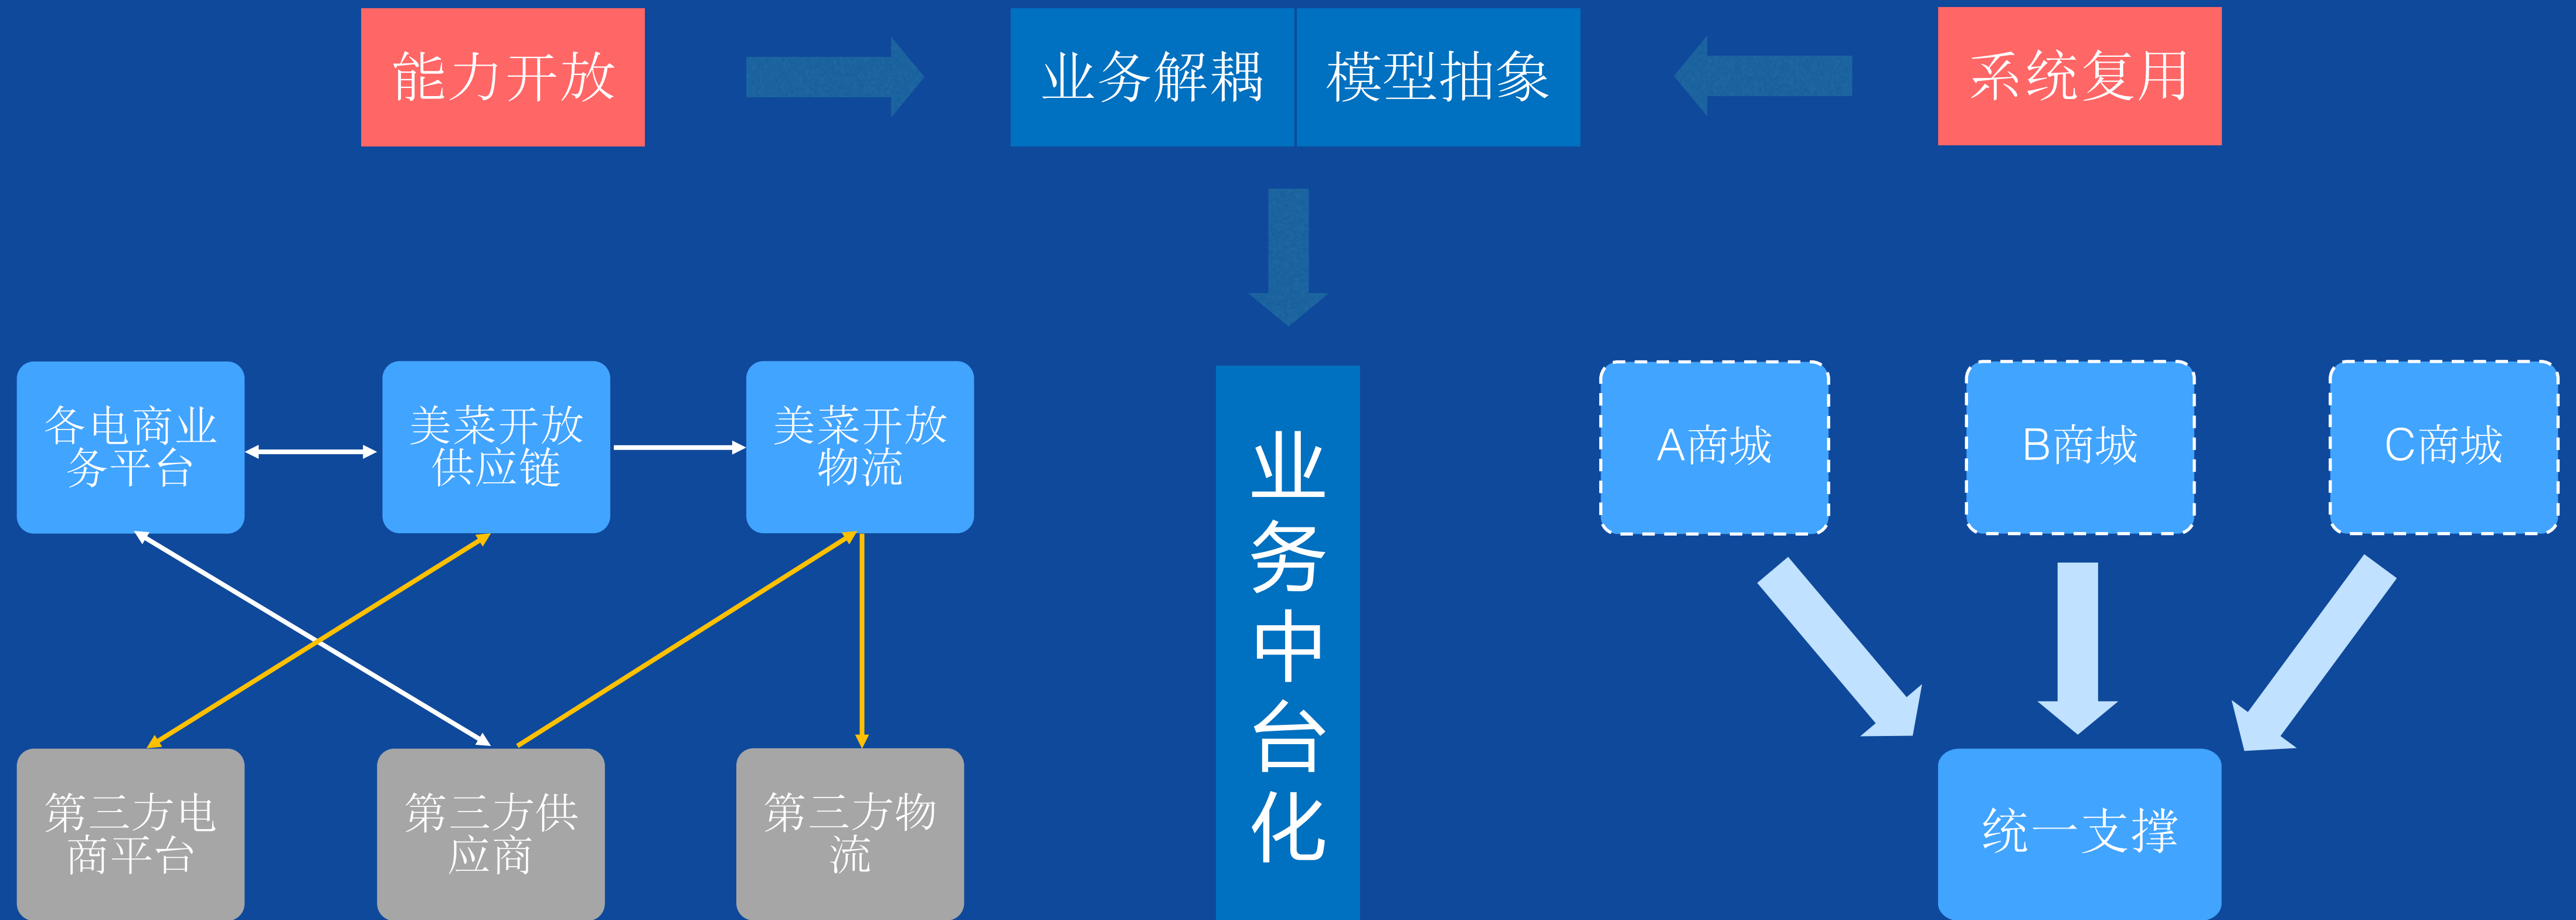 能力开放
业务解耦
模型抽象
系统复用
各电商业
务平台
美菜开放
供应链
美菜开放
物流
业
务
中
台
化
A商城
B商城
C商城
第三方电
商平台
第三方供
应商
第三方物
流
统一支撑